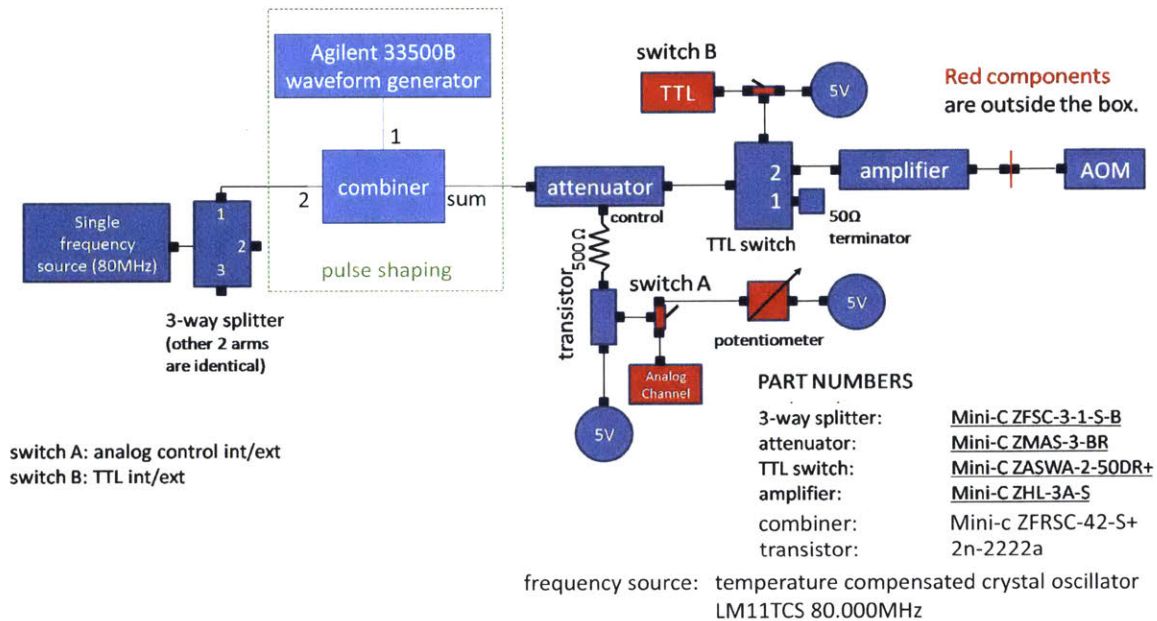 Agilent 33500B
waveform generator
1
combiner
2
sum
pulse shaping
Single
frequency
source (80MHz)
1
2
3
3-way splitter
(other 2 arms
are identical)
attenuator
control
500Ω
transistor
5V
switch A
Analog
Channel
potentiometer
5V
switch B
TTL
5V
2
1
TTL switch
50Ω
terminator
amplifier
AOM
Red components
are outside the box.
switch A: analog control int/ext
switch B: TTL int/ext
PART NUMBERS
3-way splitter: Mini-C ZFSC-3-1-S-B
attenuator: Mini-C ZMAS-3-BR
TTL switch: Mini-C ZASWA-2-50DR+
amplifier: Mini-C ZHL-3A-S
combiner: Mini-c ZFRSC-42-S+
transistor: 2n-2222a
frequency source: temperature compensated crystal oscillator
LM11TCS 80.000MHz